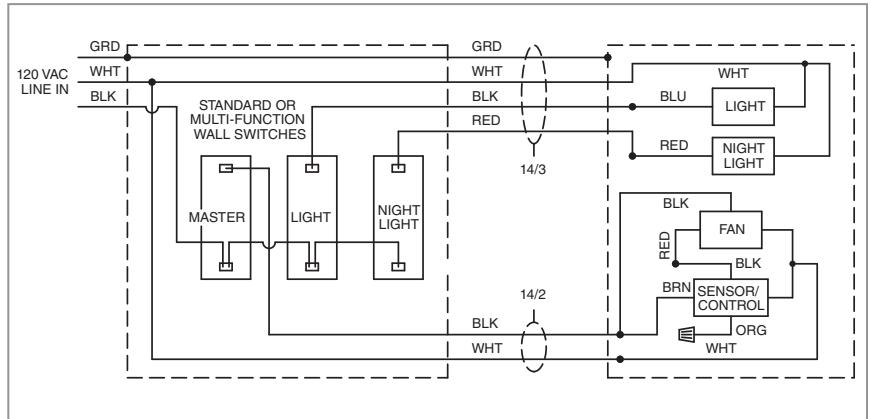 GRD
GRD
120 VAC
LINE IN
WHT
WHT
WHT
BLK
BLK
BLU
LIGHT
STANDARD OR
MULTI-FUNCTION
WALL SWITCHES
RED
RED
NIGHT
LIGHT
14/3
MASTER
LIGHT
NIGHT
LIGHT
BLK
FAN
RED
BLK
BRN
SENSOR/
CONTROL
14/2
BLK
ORG
WHT
WHT